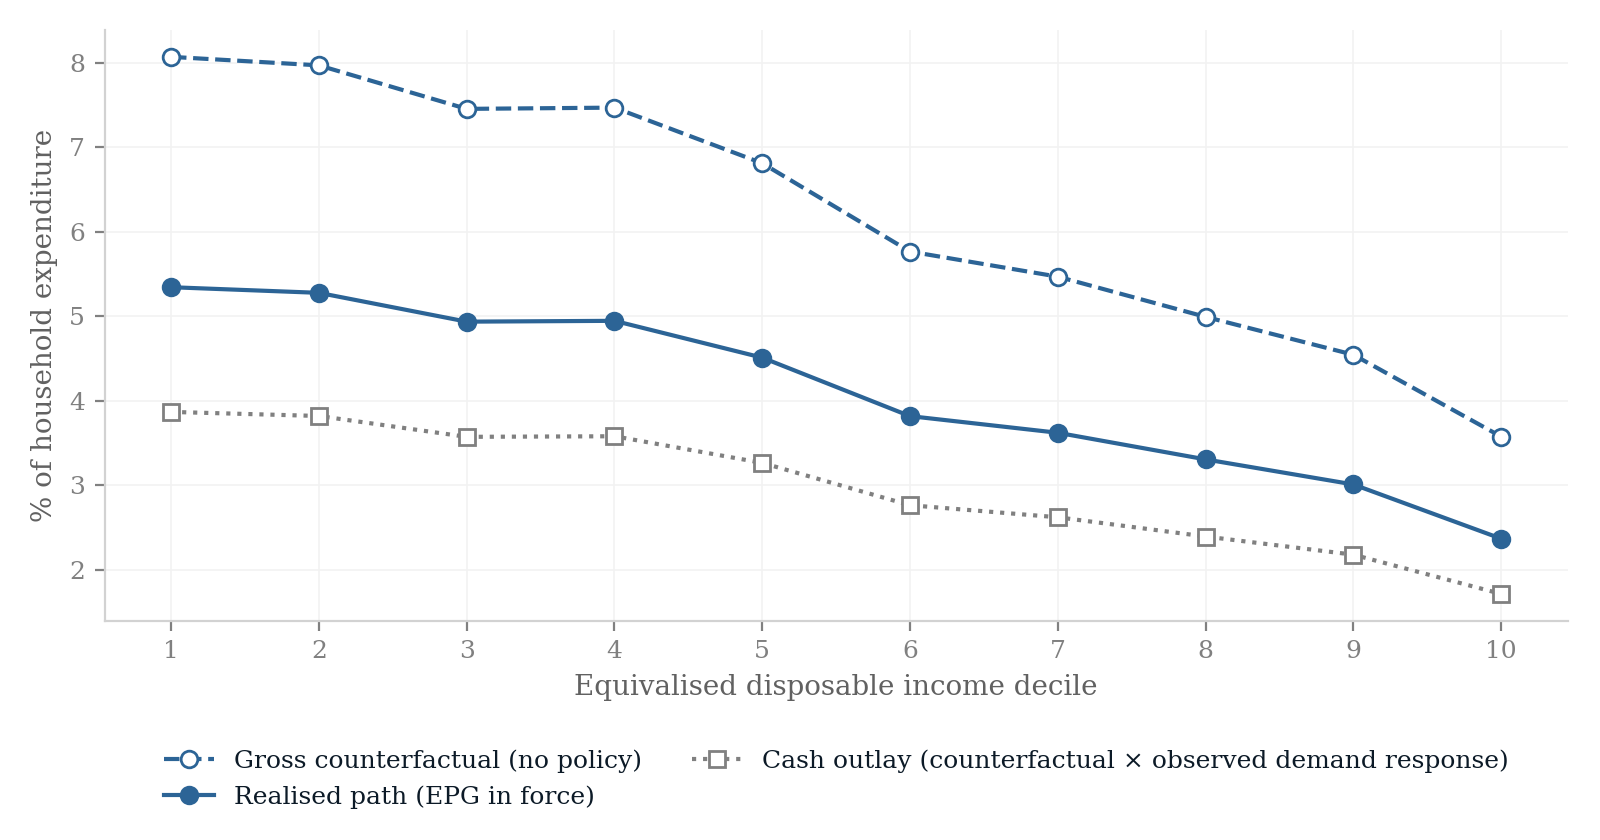 8
7
6
5
4
3
2
% of household expenditure
1 2 3 4 5 6 7 8 9 10
Equivalised disposable income decile
Gross counterfactual (no policy)
Realised path (EPG in force)
Cash outlay (counterfactual × observed demand response)